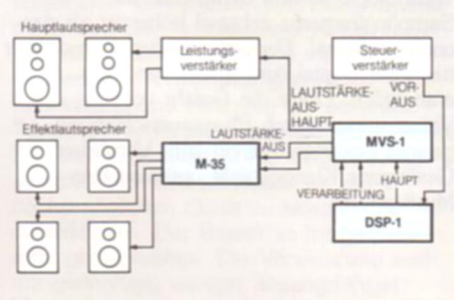 Hauptlautsprecher
Leistungs-
verstärker
Steuer-
verstärker
LAUTSTÄRKE-
AUS-
HAUPT
VOR-
AUS
Effektlautsprecher
LAUTSTÄRKE-
AUS
M-35
MVS-1
VERARBEITUNG
HAUPT
DSP-1